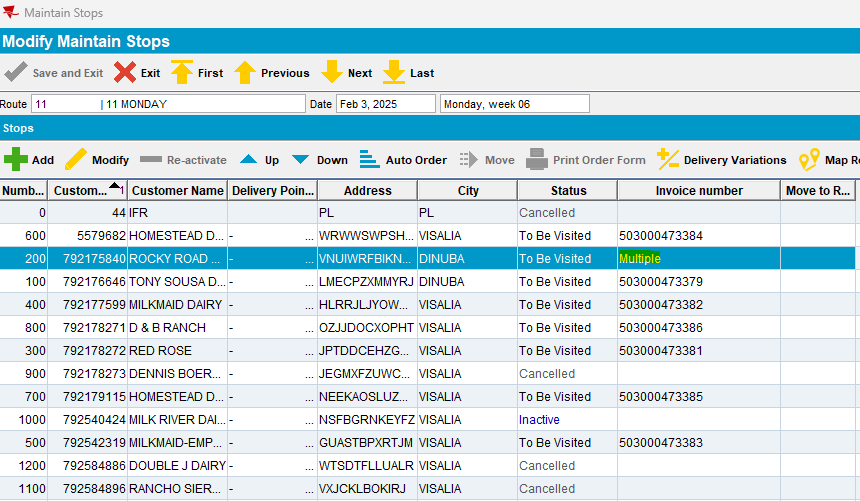 Maintain Stops
Modify Maintain Stops
Save and Exit Exit First Previous Next Last
Route 11 | 11 MONDAY Date Feb 3, 2025 Monday, week 06
Stops
Add Modify Re-activate Up Down Auto Order Move Print Order Form Delivery Variations Map Ro
Numb... Custom... 1 Customer Name Delivery Poin... Address City Status Invoice number Move to R...
0 44 IFR PL PL Cancelled
600 5579682 HOMESTEAD D... - ... WRWWSWPSH... VISALIA To Be Visited 503000473384
200 792175840 ROCKY ROAD ... - ... VNUIWRFBIKN... DINUBA To Be Visited Multiple
100 792176646 TONY SOUSA D... - ... LMECPZXMMYRJ DINUBA To Be Visited 503000473379
400 792177599 MILKMAID DAIRY - ... HLRRJLJYOW... VISALIA To Be Visited 503000473382
800 792178271 D & B RANCH - ... OZJJDOCXOPHT VISALIA To Be Visited 503000473386
300 792178272 RED ROSE - ... JPTDDCEHZG... VISALIA To Be Visited 503000473381
900 792178273 DENNIS BOER... - ... JEGMXFZUWC... VISALIA Cancelled
700 792179115 HOMESTEAD D... - ... NEEKAOSLUZ... VISALIA To Be Visited 503000473385
1000 792540424 MILK RIVER DAI... - ... NSFBGRNKEYFZ VISALIA Inactive
500 792542319 MILKMAID-EMP... - ... GUASTBPXRTJM VISALIA To Be Visited 503000473383
1200 792584886 DOUBLE J DAIRY - ... WTSDTFLLUALR VISALIA Cancelled
1100 792584896 RANCHO SIER... - ... VXJCKLBOKIRJ VISALIA Cancelled